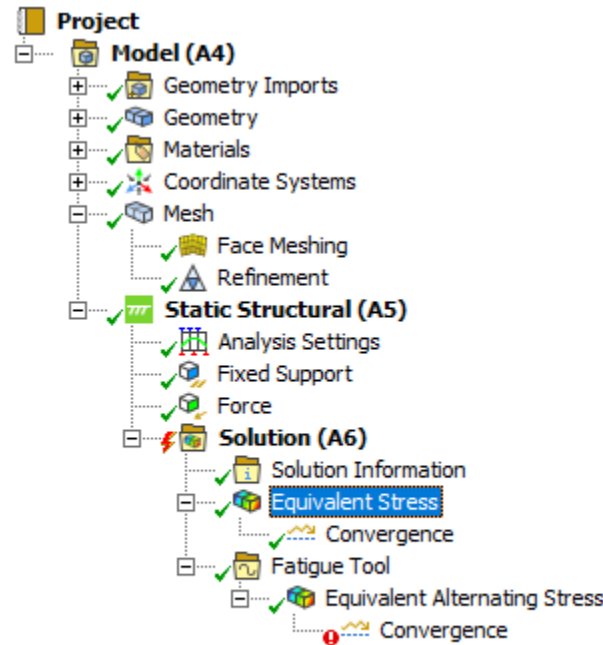 Project
Model (A4)
Geometry Imports
Geometry
Materials
Coordinate Systems
Mesh
Face Meshing
Refinement
Static Structural (A5)
Analysis Settings
Fixed Support
Force
Solution (A6)
Solution Information
Equivalent Stress
Convergence
Fatigue Tool
Equivalent Alternating Stress
Convergence